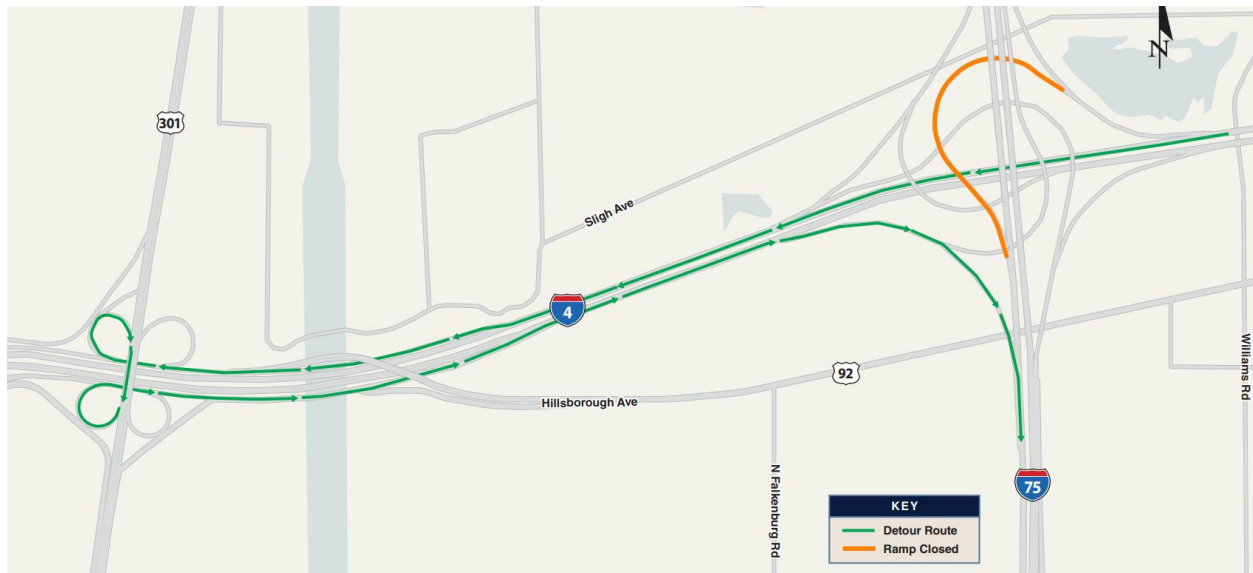 N
301
Sligh Ave
4
92
Williams Rd
Hillsborough Ave
N Falkenburg Rd
75
KEY
Detour Route
Ramp Closed